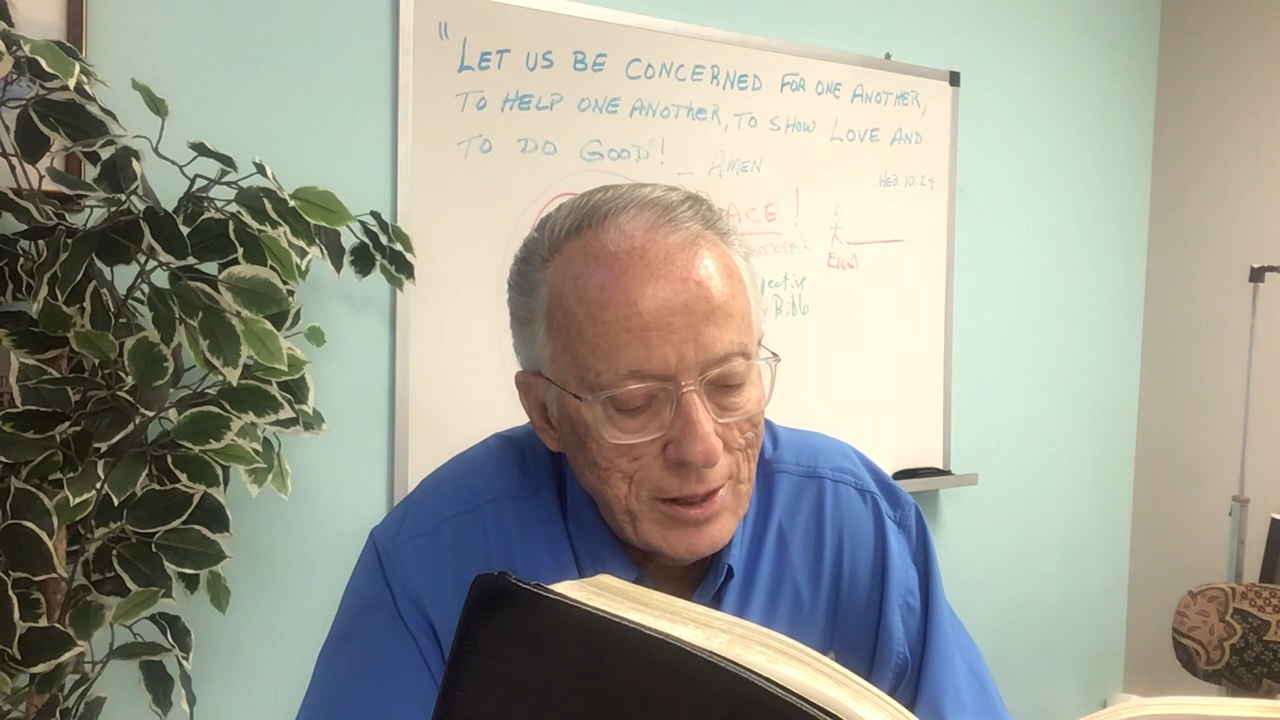 "LET US BE CONCERNED FOR ONE ANOTHER,
TO HELP ONE ANOTHER, TO SHOW LOVE AND
TO DO GOOD"!
_ AMEN
HEB 10:24